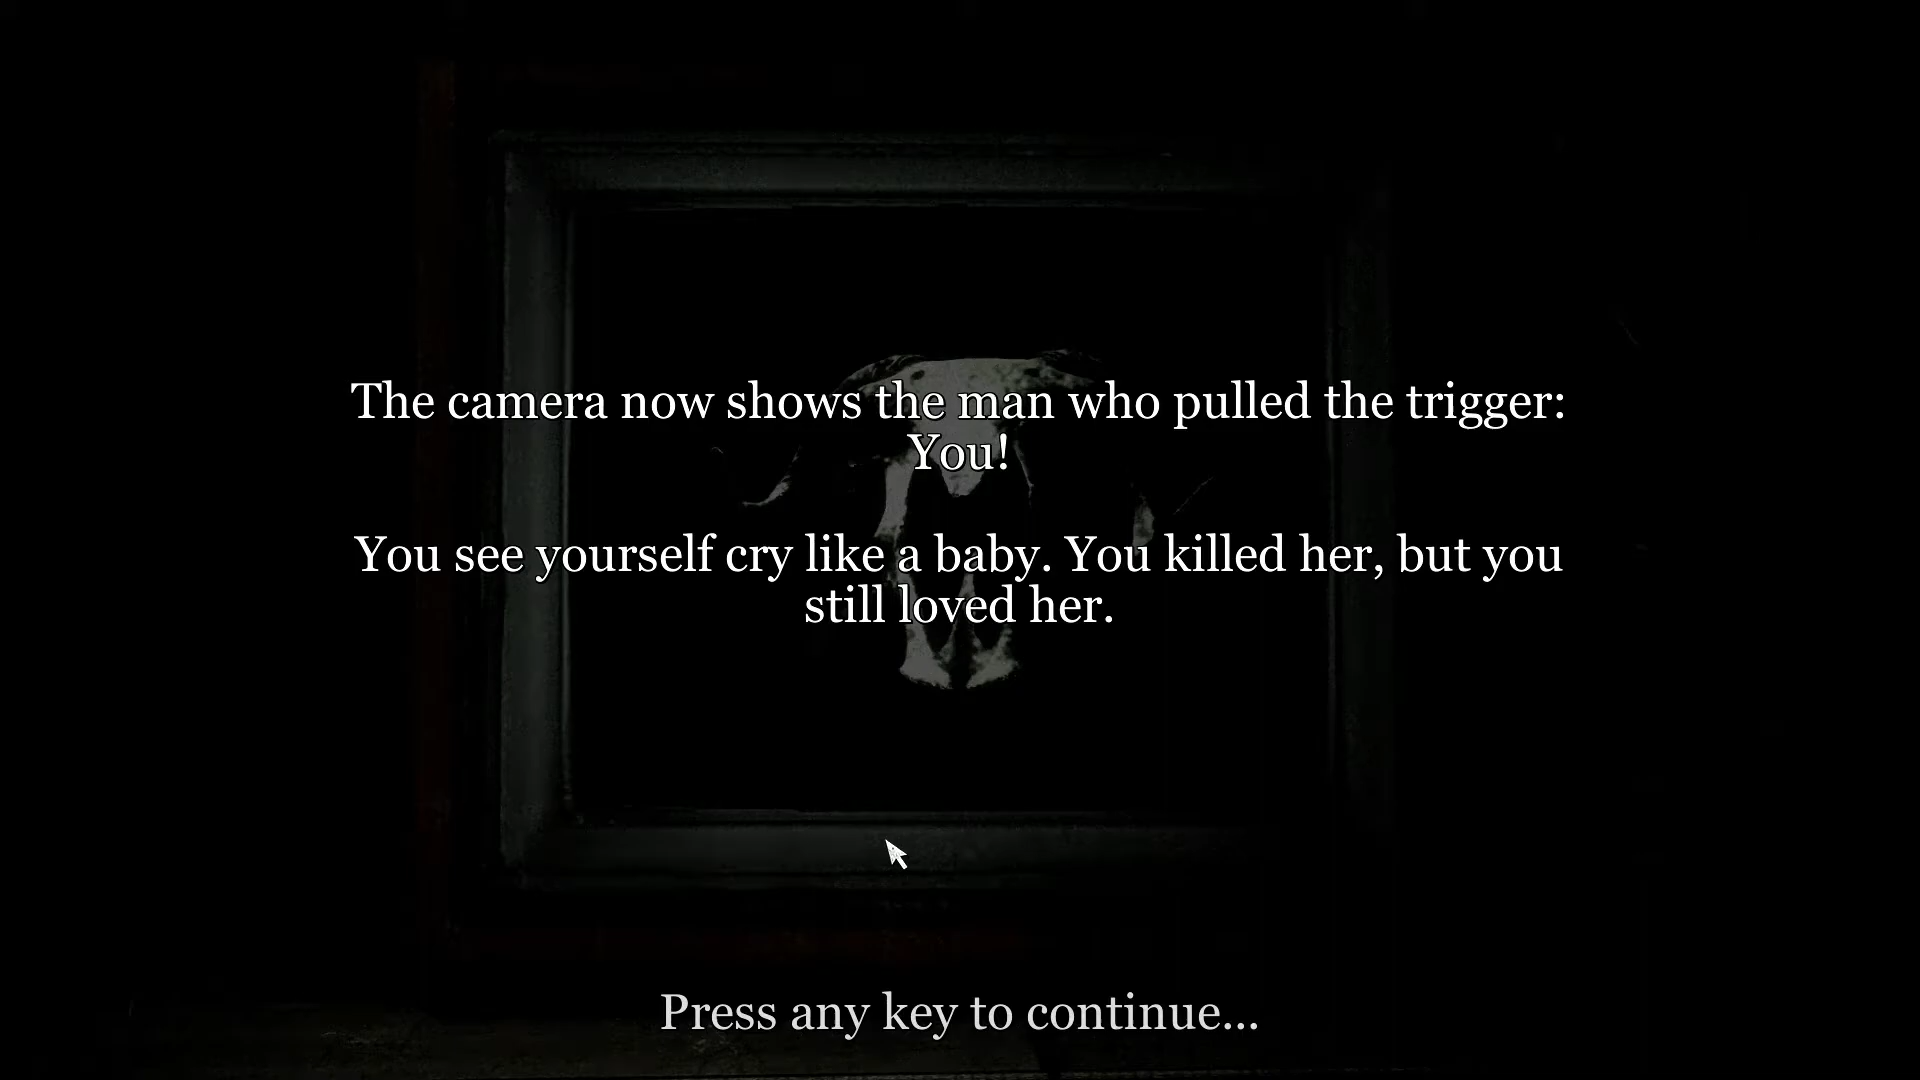 The camera now shows the man who pulled the trigger:
You!
You see yourself cry like a baby. You killed her, but you
still loved her.
Press any key to continue...